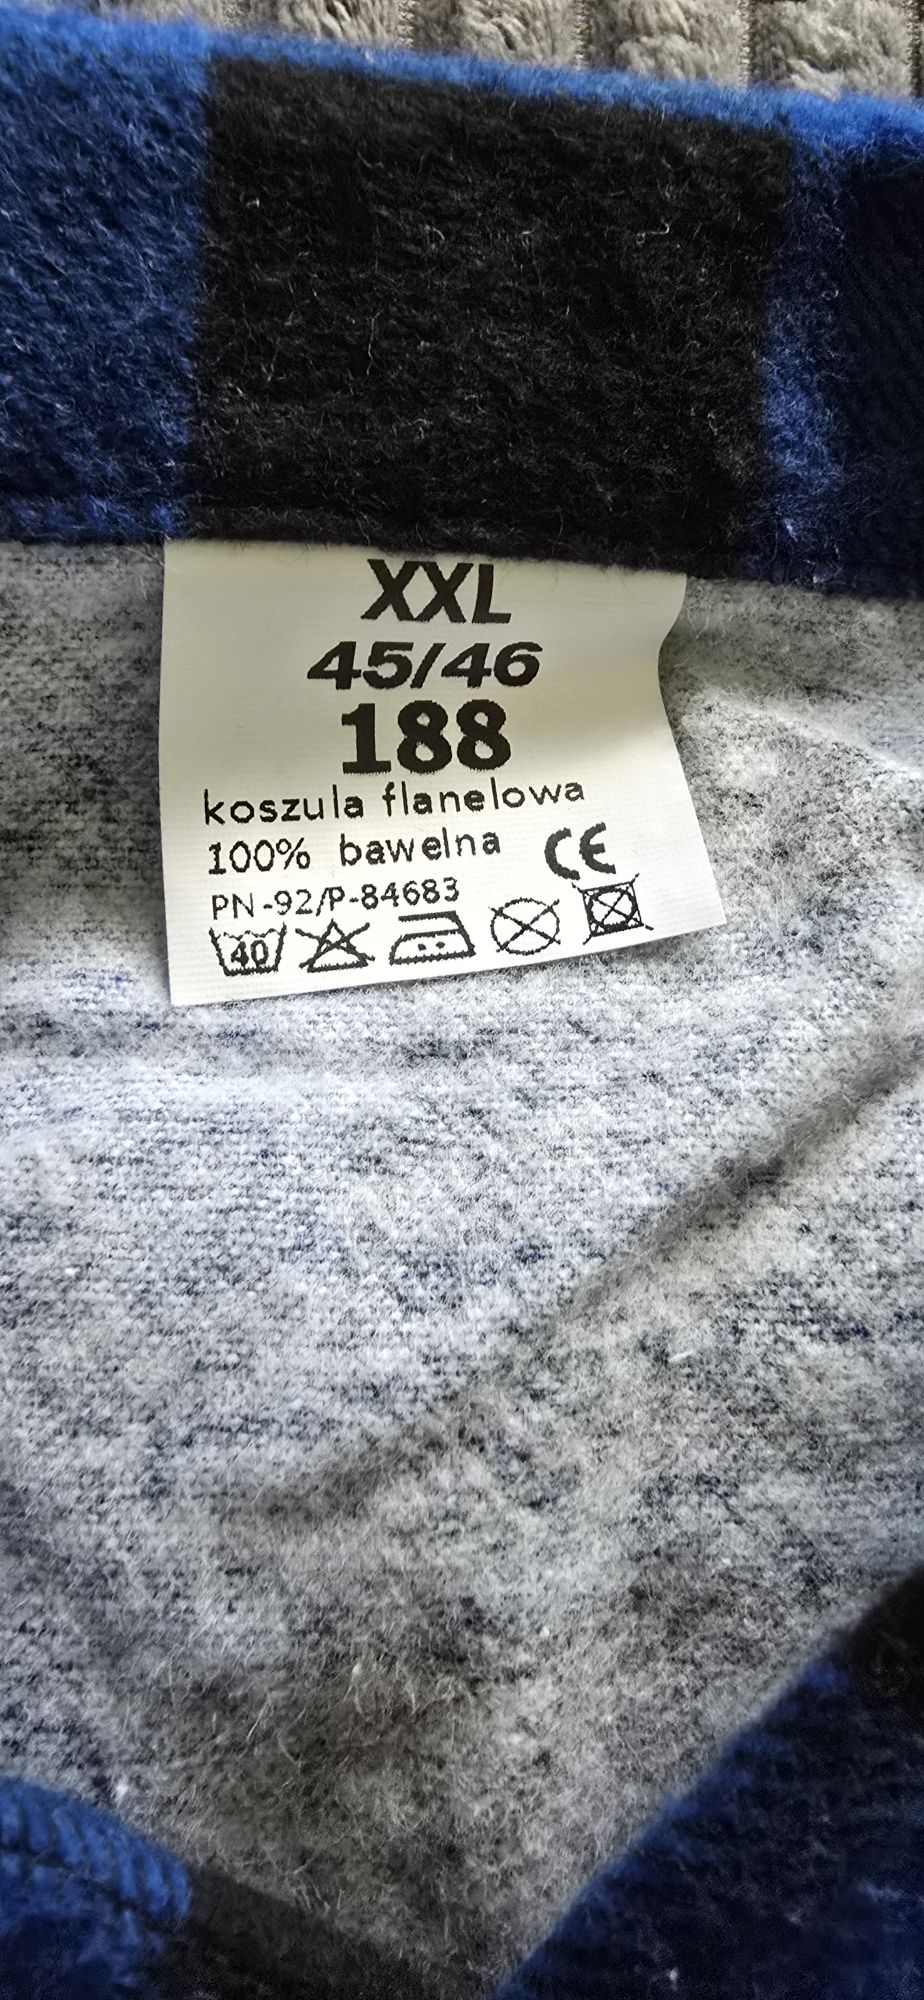 XXL
45/46
188
koszula flanelowa
100% bawelna CE
PN-92/P-84683
40